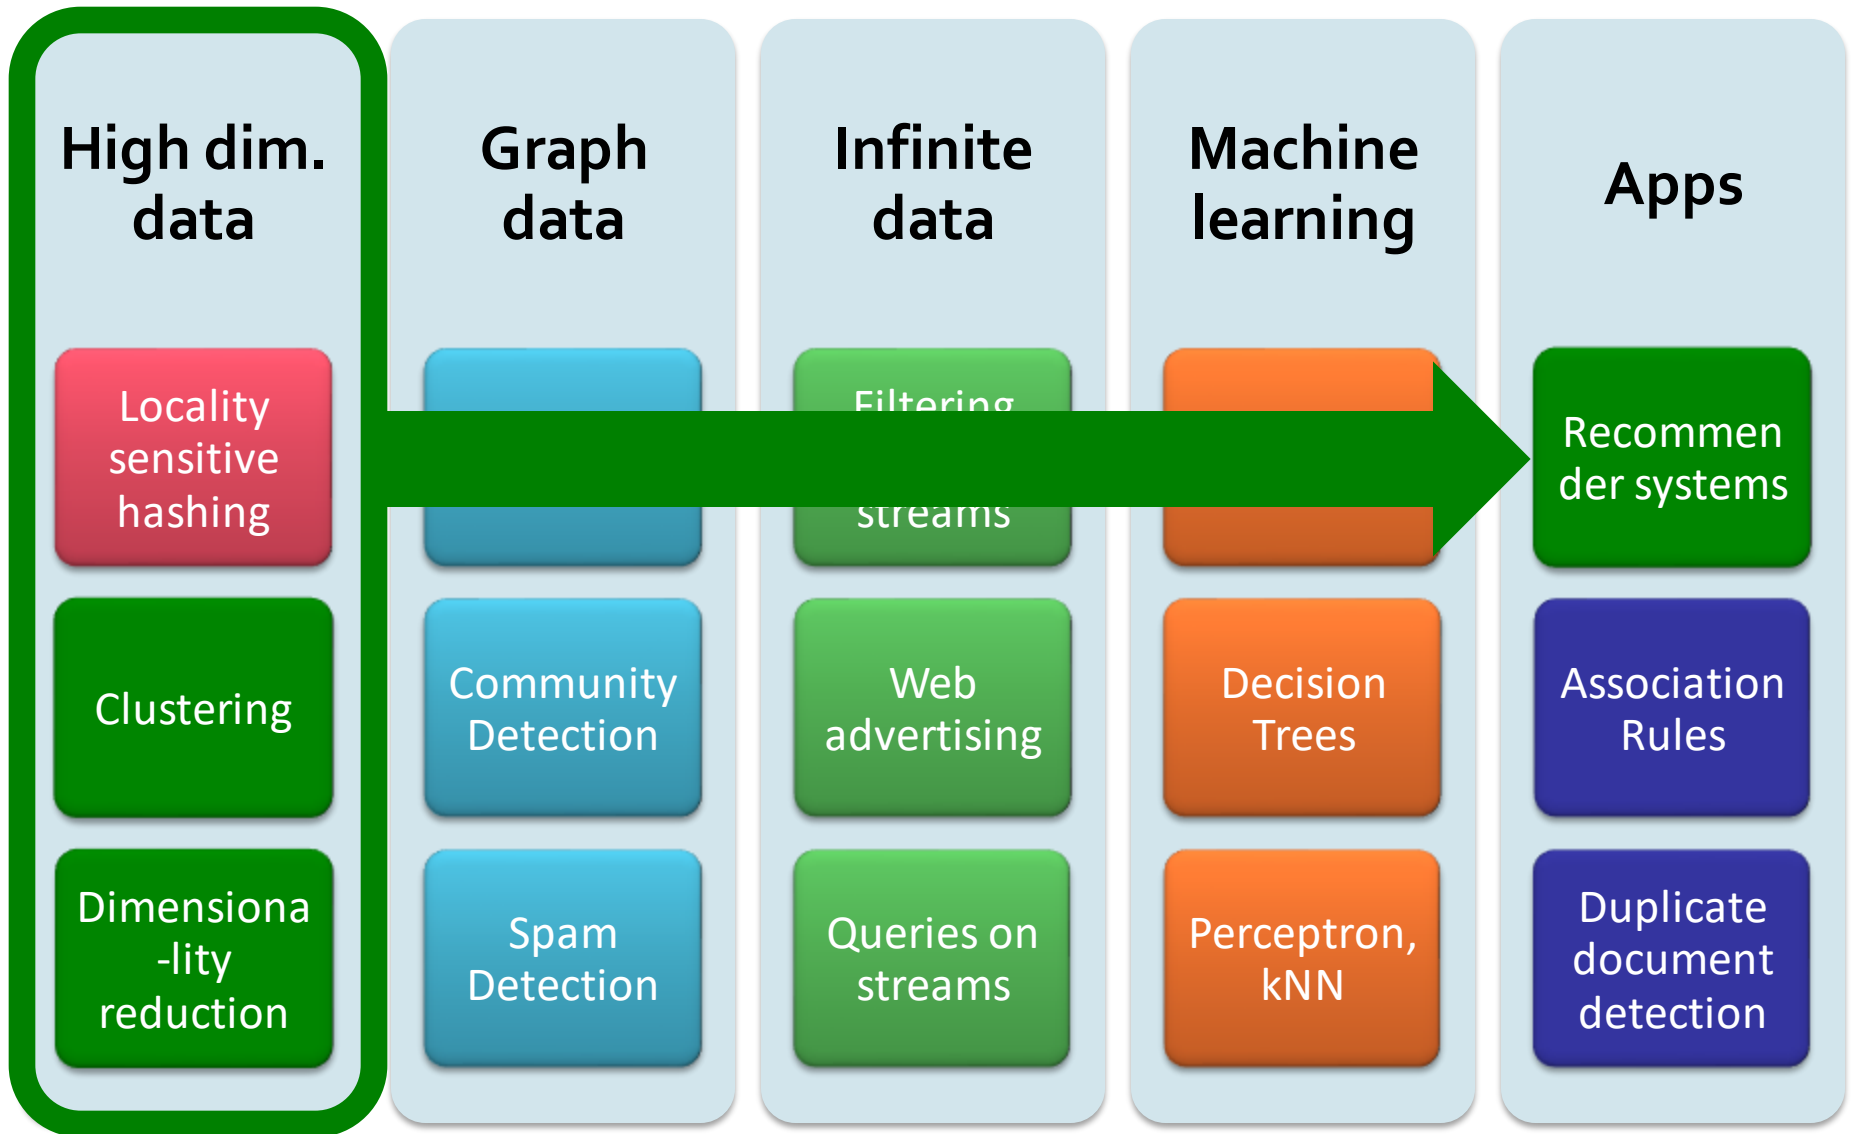 High dim.
data
Graph
data
Infinite
data
Machine
learning
Apps
Locality
sensitive
hashing
Filtering
streams
Recommen
der systems
Clustering
Community
Detection
Web
advertising
Decision
Trees
Association
Rules
Dimensiona
-lity
reduction
Spam
Detection
Queries on
streams
Perceptron,
kNN
Duplicate
document
detection